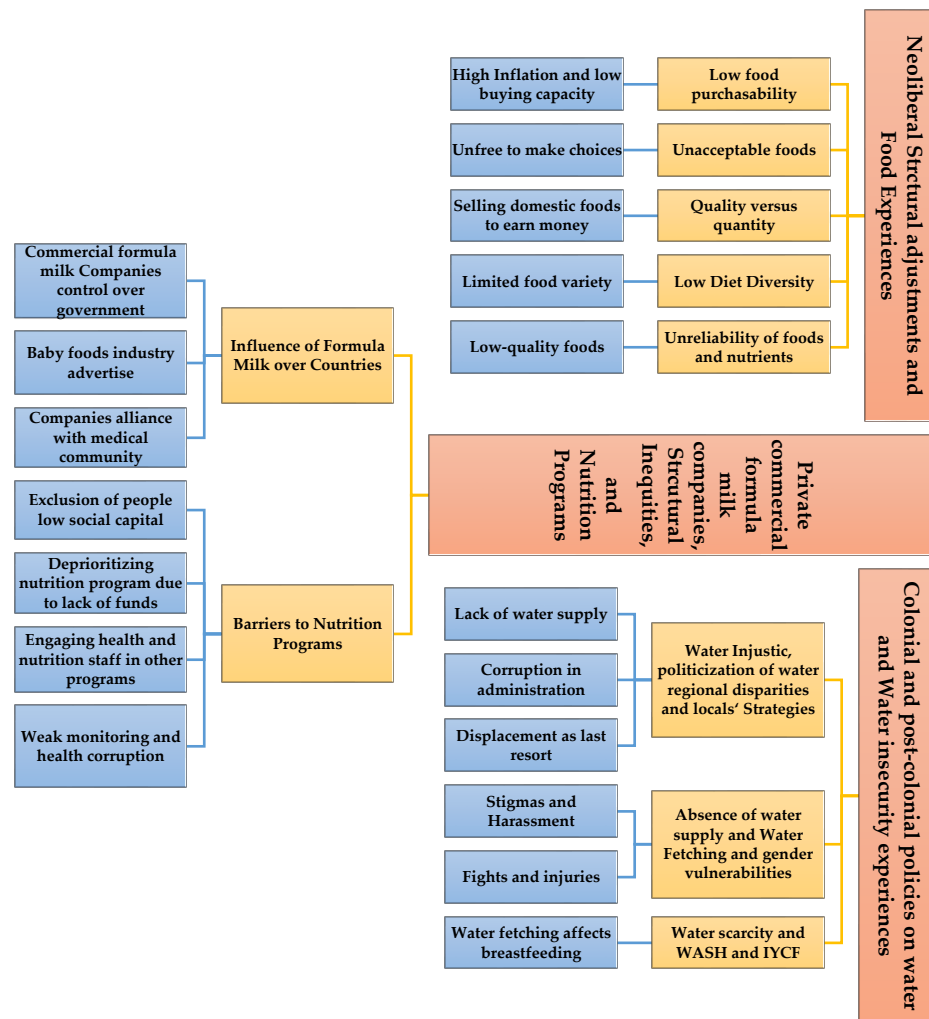 Neoliberal Strctural adjustments and
Food Experiences
Low food
purchasability
High Inflation and low
buying capacity
Unacceptable foods
Unfree to make choices
Quality versus
quantity
Selling domestic foods
to earn money
Low Diet Diversity
Limited food variety
Unreliability of foods
and nutrients
Low-quality foods
Private
commercial
formula
milk
companies,
Strcutural
Inequities,
and
Nutrition
Programs
Influence of Formula
Milk over Countries
Commercial formula
milk Companies
control over
government
Baby foods industry
advertise
Companies alliance
with medical
community
Barriers to Nutrition
Programs
Exclusion of people
low social capital
Deprioritizing
nutrition program due
to lack of funds
Engaging health and
nutrition staff in other
programs
Weak monitoring and
health corruption
Colonial and post-colonial policies on water
and Water insecurity experiences
Water Injustic,
politicization of water
regional disparities
and locals‘ Strategies
Lack of water supply
Corruption in
administration
Displacement as last
resort
Absence of water
supply and Water
Fetching and gender
vulnerabilities
Stigmas and
Harassment
Fights and injuries
Water scarcity and
WASH and IYCF
Water fetching affects
breastfeeding